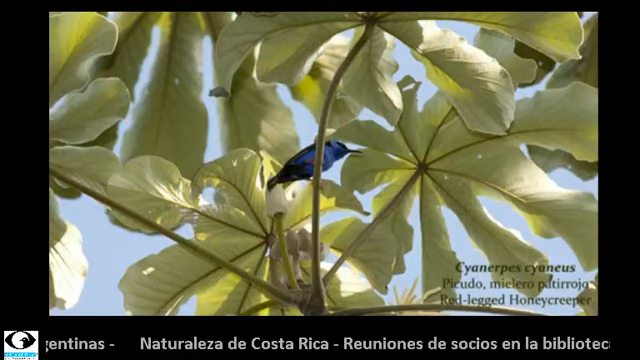 Cyanerpes cyaneus
Picudo, mielero patirrojo
Red-legged Honeycreeper
gentinas - Naturaleza de Costa Rica - Reuniones de socios en la bibliotec